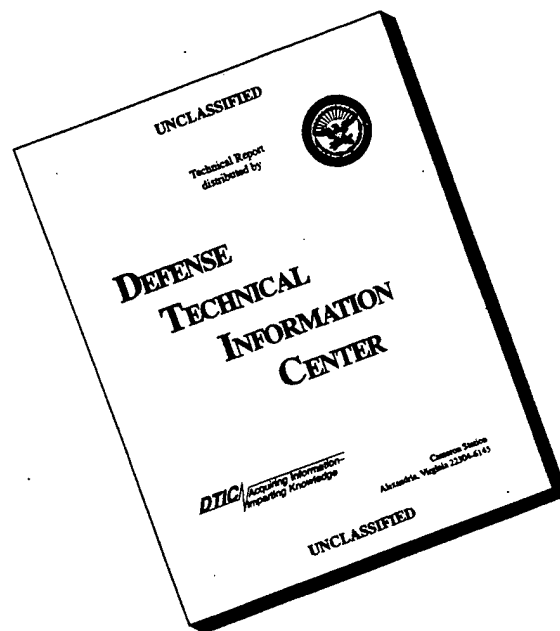 UNCLASSIFIED
Technical Report
distributed by
DEFENSE
TECHNICAL
INFORMATION
CENTER
DTIC
Acquiring Information–
Imparting Knowledge
Cameron Station
Alexandria, Virginia 22304-6145
UNCLASSIFIED